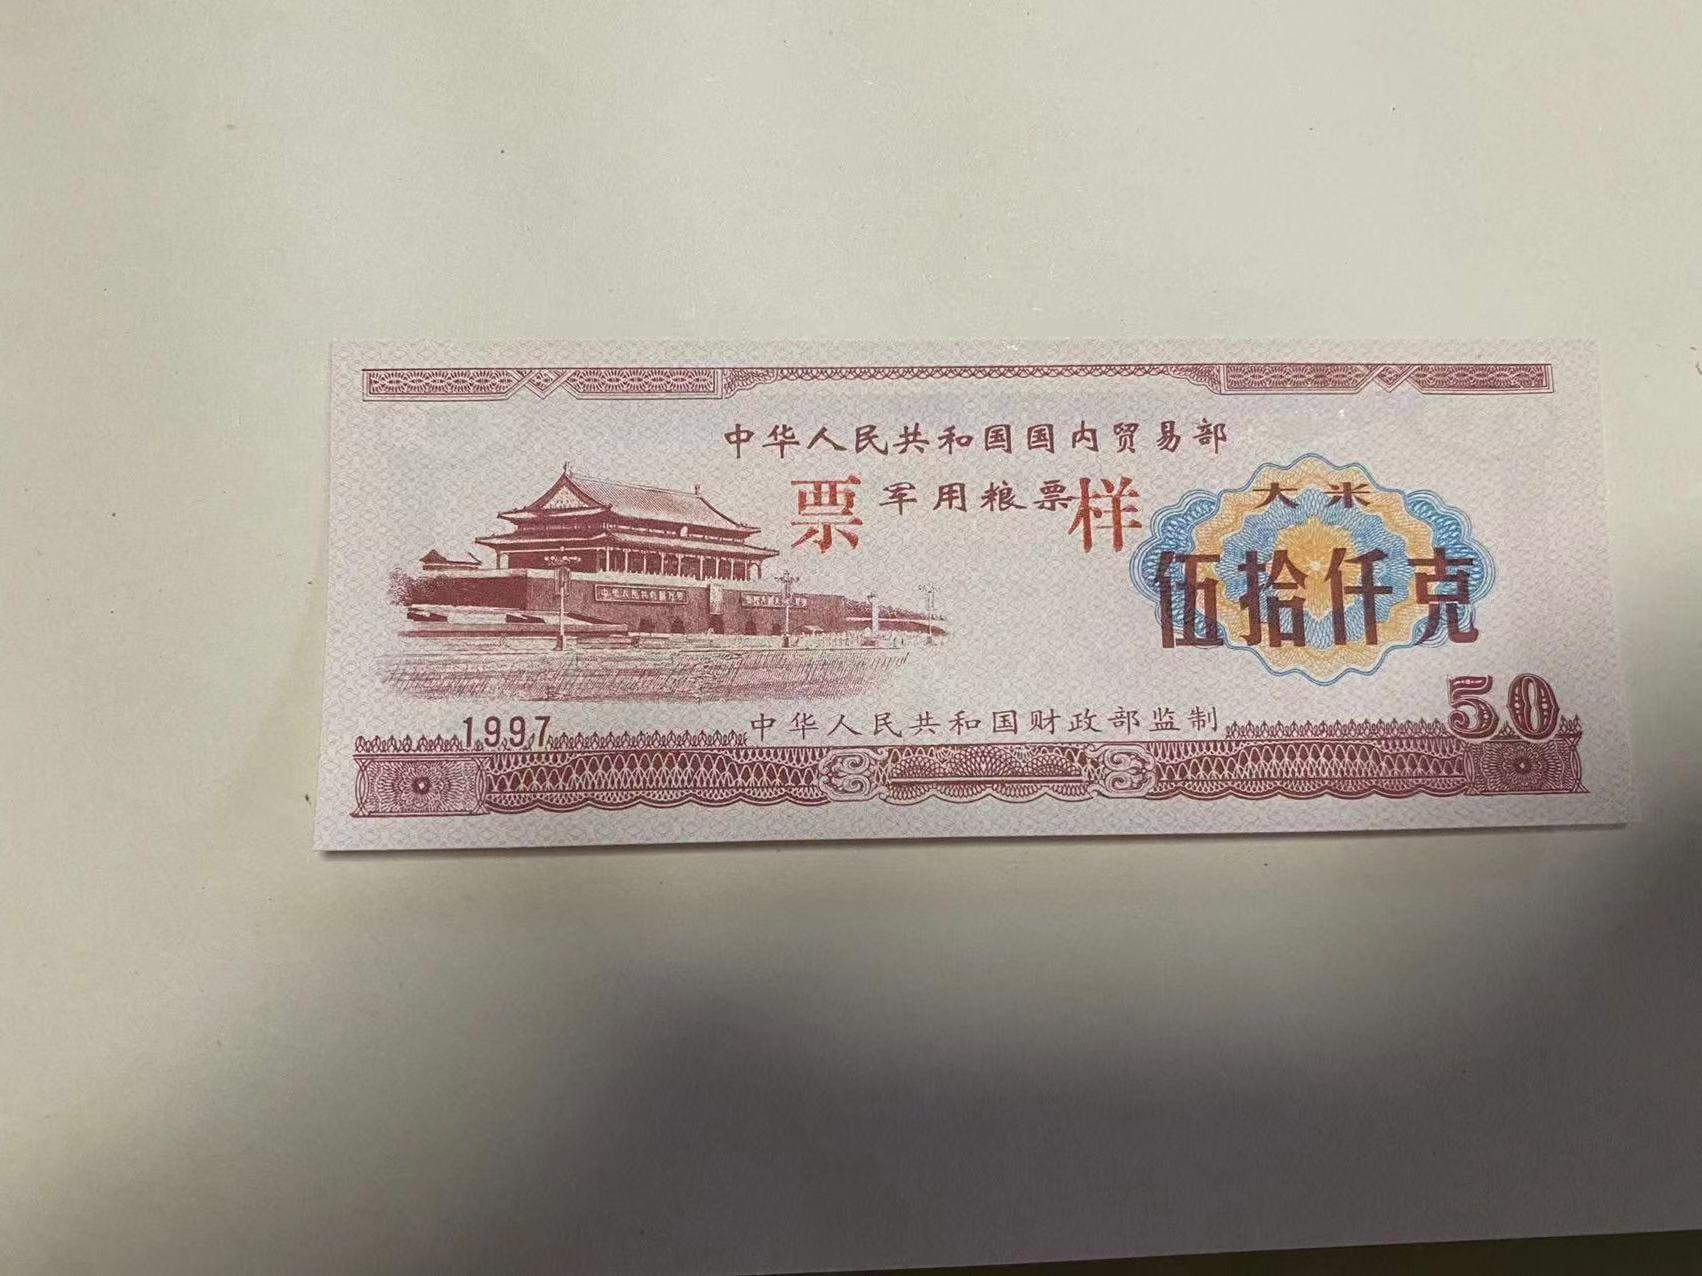 中华人民共和国国内贸易部
票 军用粮票 样
大米
伍拾仟克
50
1997
中华人民共和国财政部监制